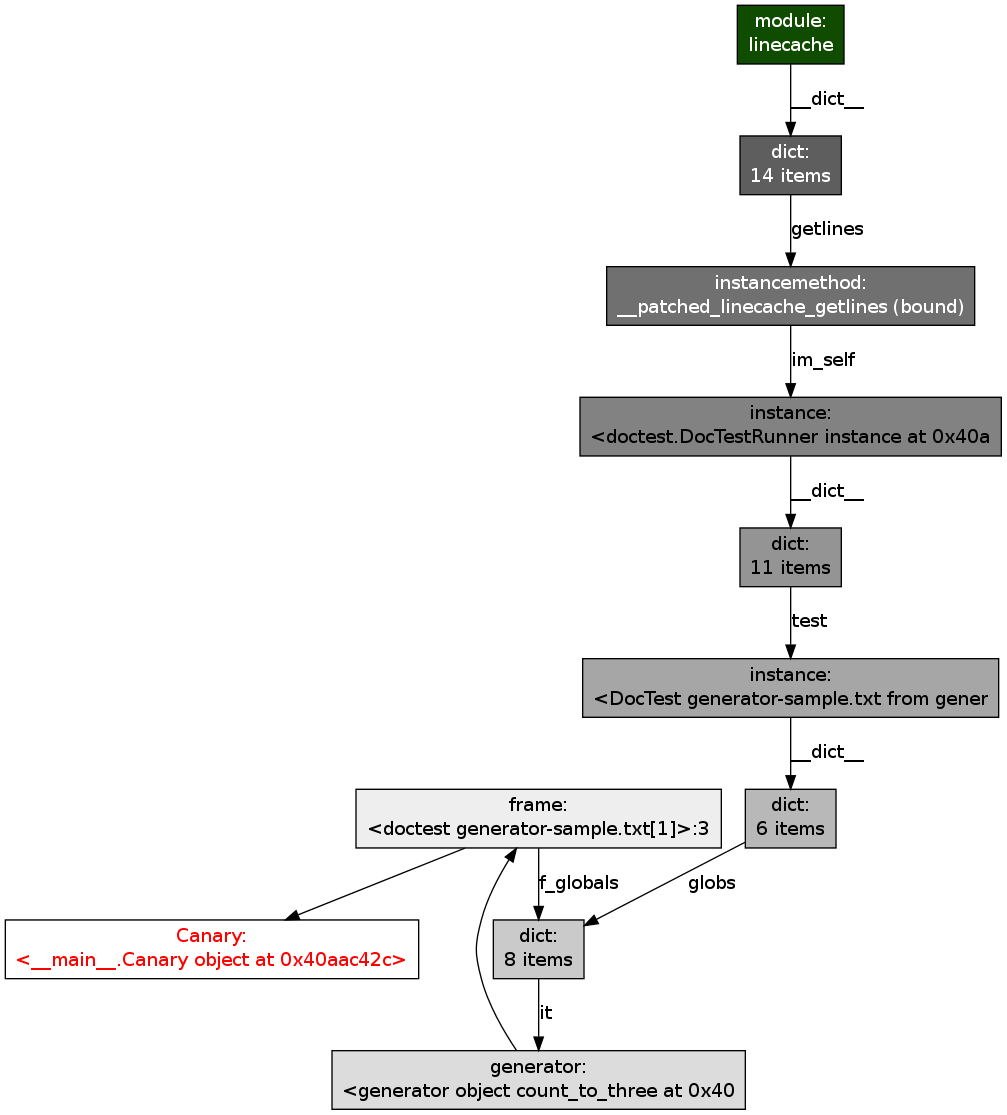 module:
linecache
__dict__
dict:
14 items
getlines
instancemethod:
__patched_linecache_getlines (bound)
im_self
instance:
<doctest.DocTestRunner instance at 0x40a
__dict__
dict:
11 items
test
instance:
<DocTest generator-sample.txt from gener
__dict__
frame:
<doctest generator-sample.txt[1]>:3
dict:
6 items
f_globals
globs
Canary:
<__main__.Canary object at 0x40aac42c>
dict:
8 items
it
generator:
<generator object count_to_three at 0x40